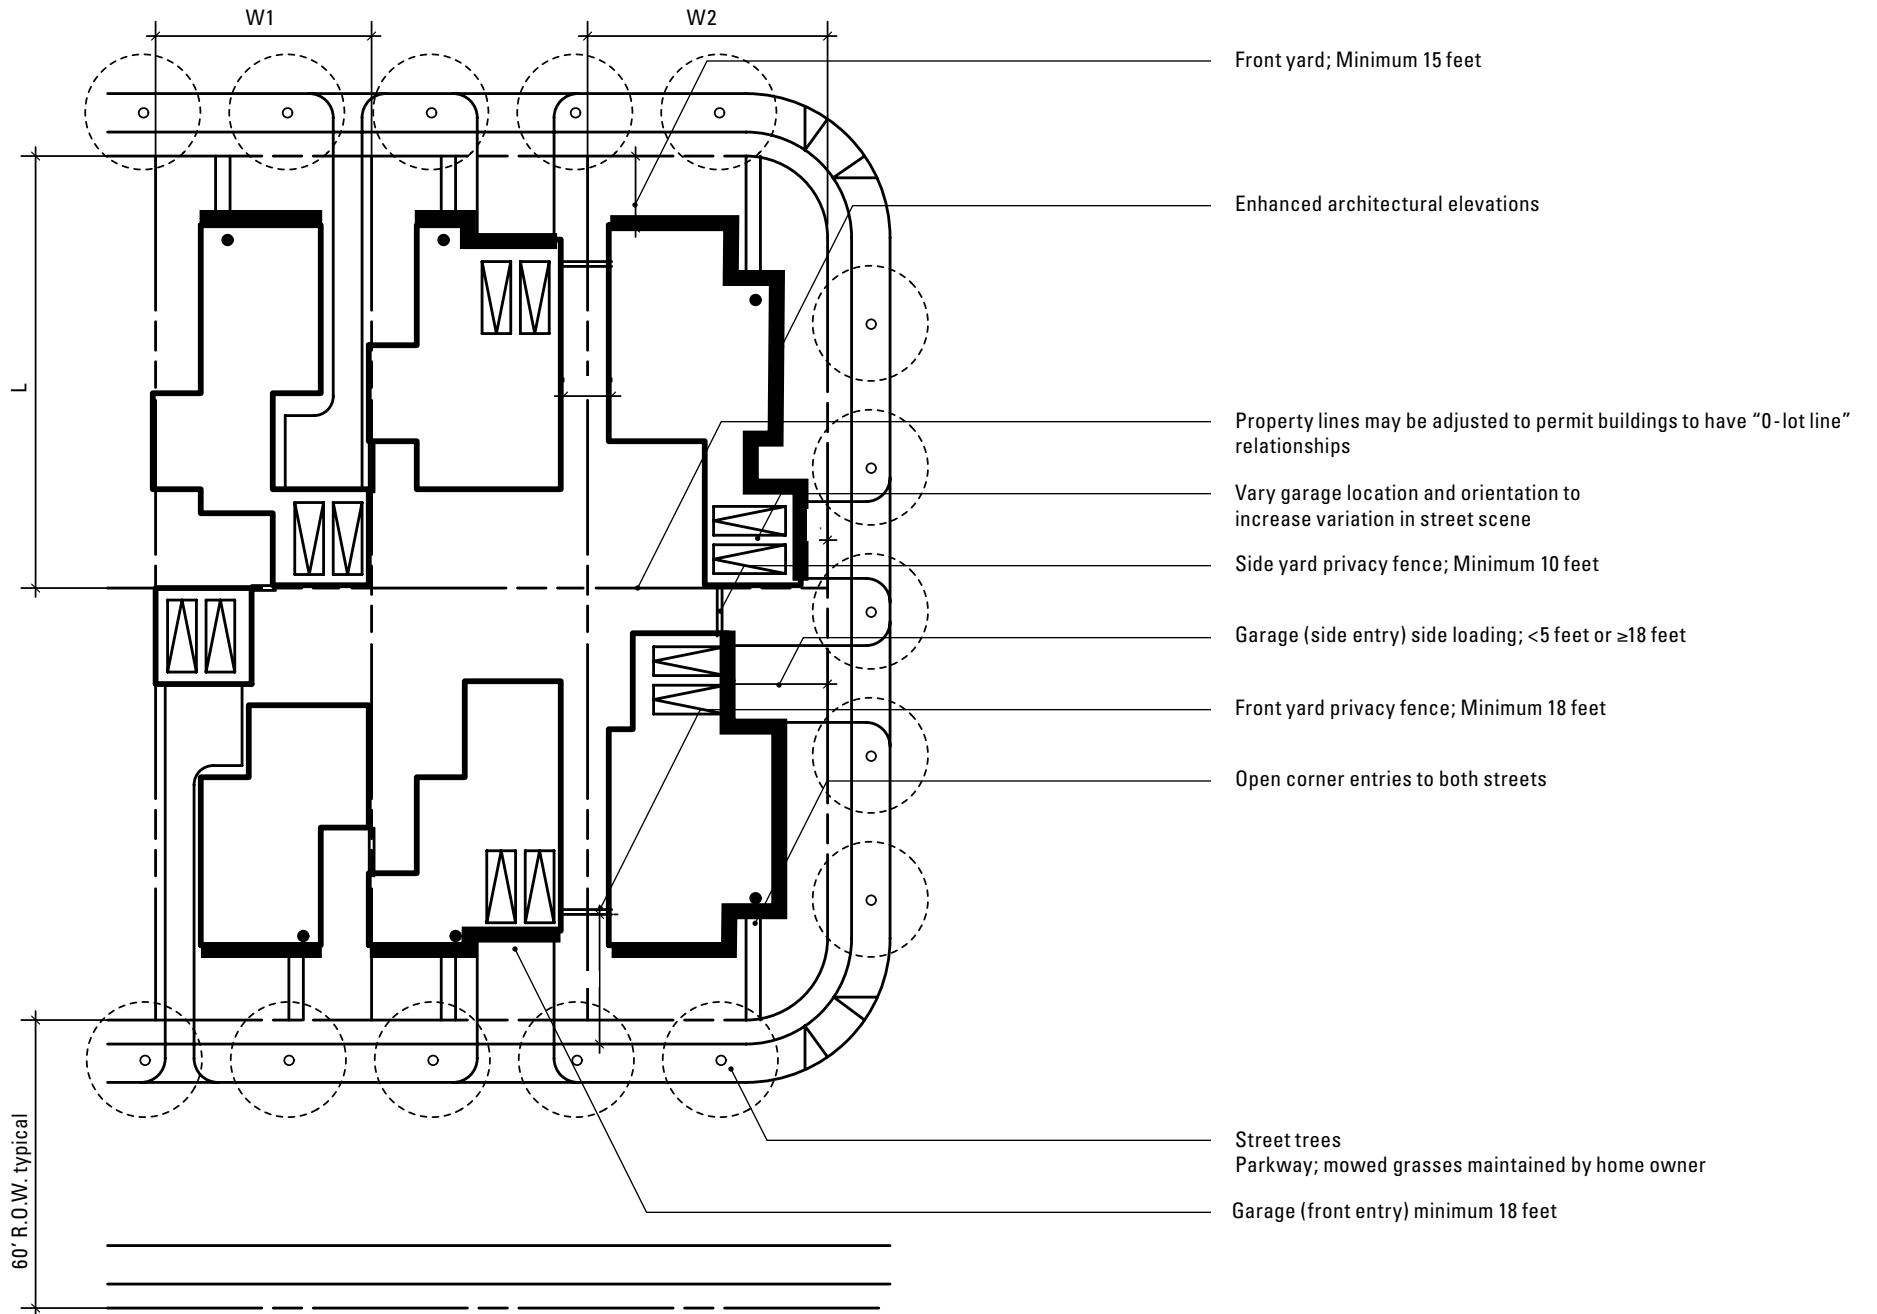 W1
W2
Front yard; Minimum 15 feet
Enhanced architectural elevations
L
Property lines may be adjusted to permit buildings to have “0-lot line”
relationships
Vary garage location and orientation to
increase variation in street scene
Side yard privacy fence; Minimum 10 feet
Garage (side entry) side loading; <5 feet or ≥18 feet
Front yard privacy fence; Minimum 18 feet
Open corner entries to both streets
60’ R.O.W. typical
Street trees
Parkway; mowed grasses maintained by home owner
Garage (front entry) minimum 18 feet